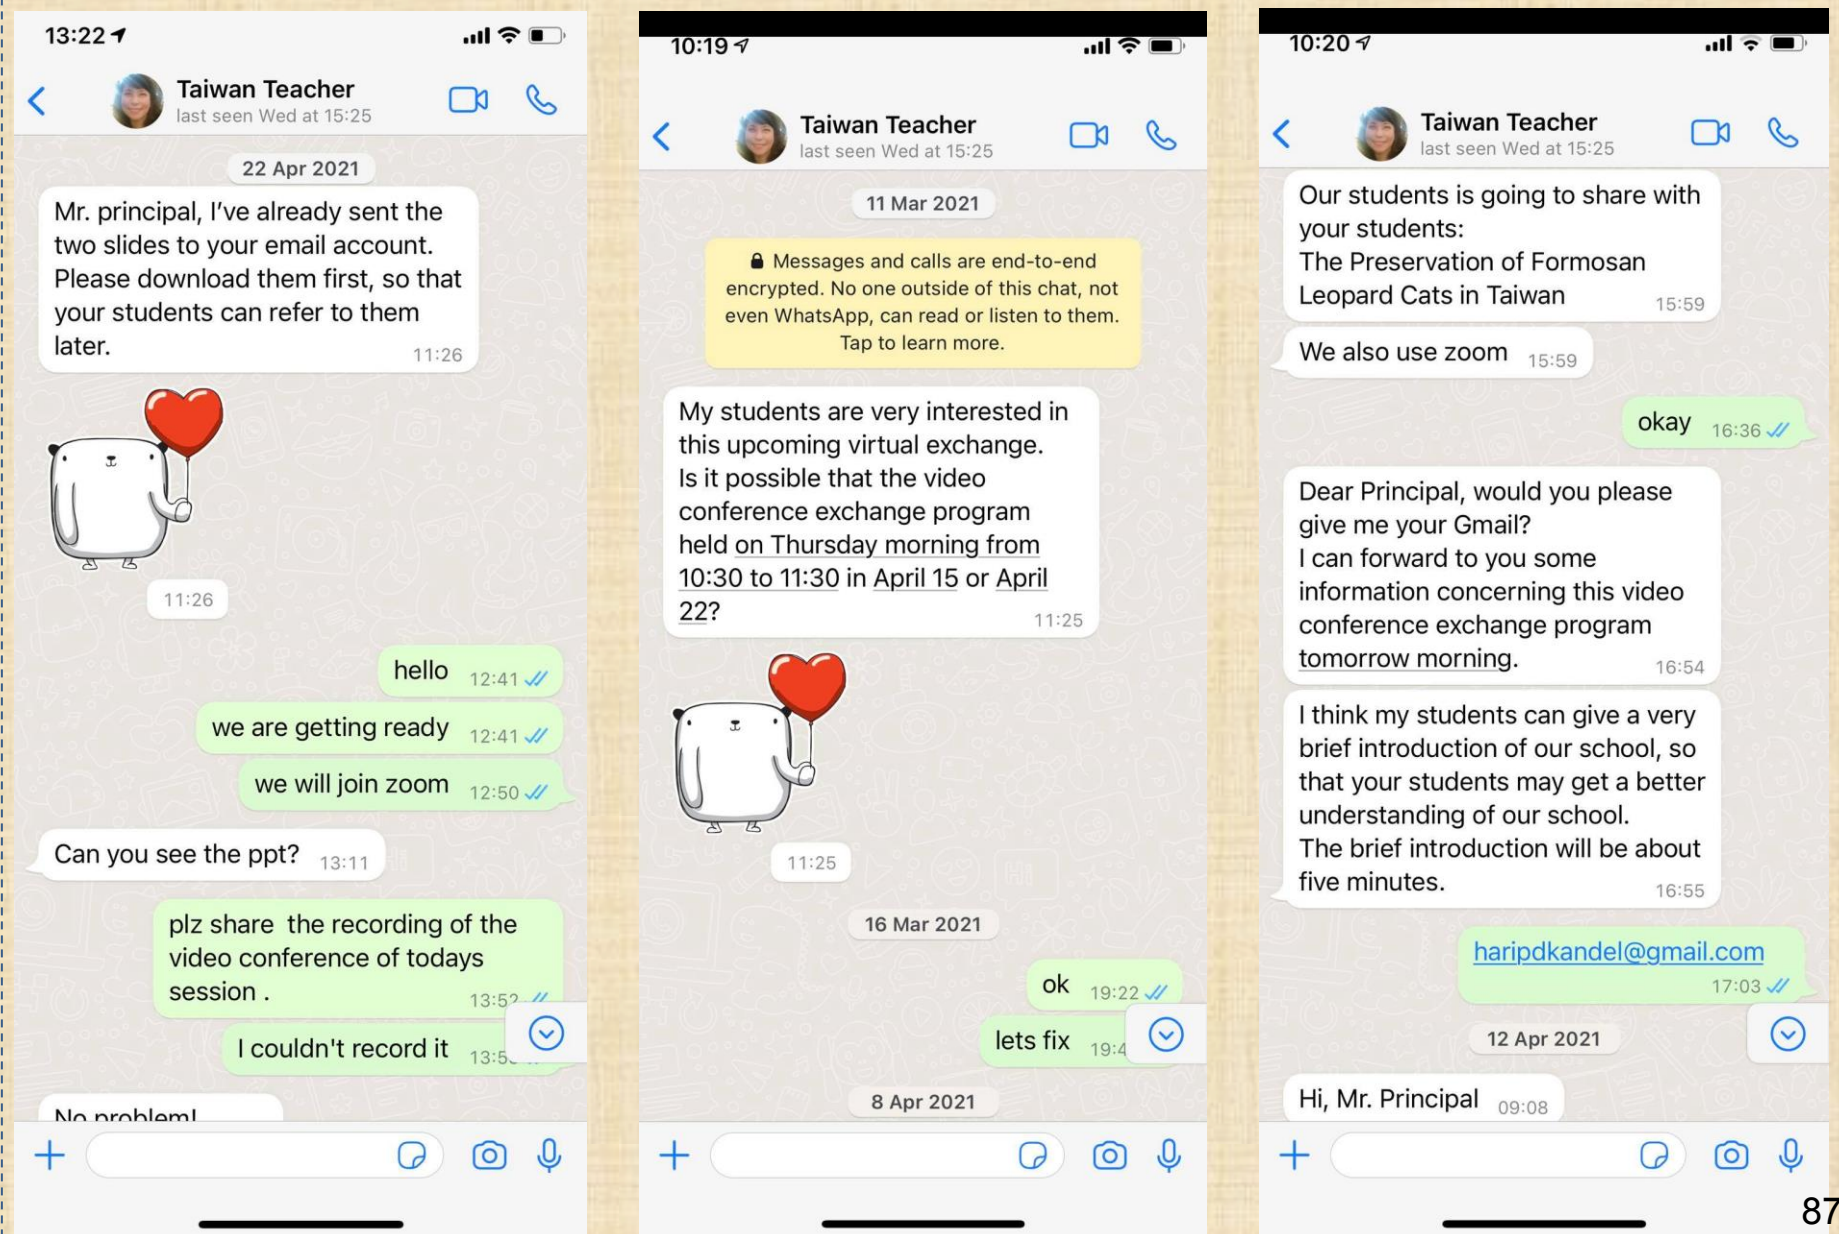 13:22
Taiwan Teacher
last seen Wed at 15:25
22 Apr 2021
Mr. principal, I've already sent the
two slides to your email account.
Please download them first, so that
your students can refer to them
later.
11:26
11:26
hello 12:41
we are getting ready 12:41
we will join zoom 12:50
Can you see the ppt? 13:11
plz share the recording of the
video conference of todays
session .
13:52
I couldn't record it
No problem!
10:19
Taiwan Teacher
last seen Wed at 15:25
11 Mar 2021
Messages and calls are end-to-end
encrypted. No one outside of this chat, not
even WhatsApp, can read or listen to them.
Tap to learn more.
My students are very interested in
this upcoming virtual exchange.
Is it possible that the video
conference exchange program
held on Thursday morning from
10:30 to 11:30 in April 15 or April
22?
11:25
11:25
16 Mar 2021
ok 19:22
lets fix
8 Apr 2021
10:20
Taiwan Teacher
last seen Wed at 15:25
Our students is going to share with
your students:
The Preservation of Formosan
Leopard Cats in Taiwan 15:59
We also use zoom 15:59
okay 16:36
Dear Principal, would you please
give me your Gmail?
I can forward to you some
information concerning this video
conference exchange program
tomorrow morning. 16:54
I think my students can give a very
brief introduction of our school, so
that your students may get a better
understanding of our school.
The brief introduction will be about
five minutes. 16:55
haripdkandel@gmail.com
17:03
12 Apr 2021
Hi, Mr. Principal 09:08
87